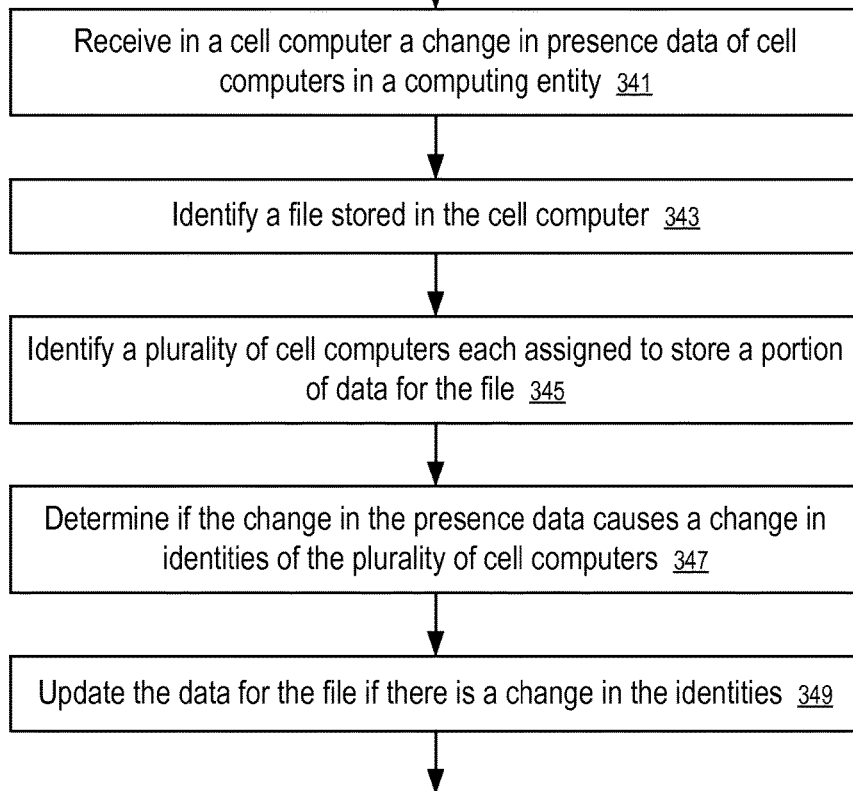 Receive in a cell computer a change in presence data of cell
computers in a computing entity 341
Identify a file stored in the cell computer 343
Identify a plurality of cell computers each assigned to store a portion
of data for the file 345
Determine if the change in the presence data causes a change in
identities of the plurality of cell computers 347
Update the data for the file if there is a change in the identities 349